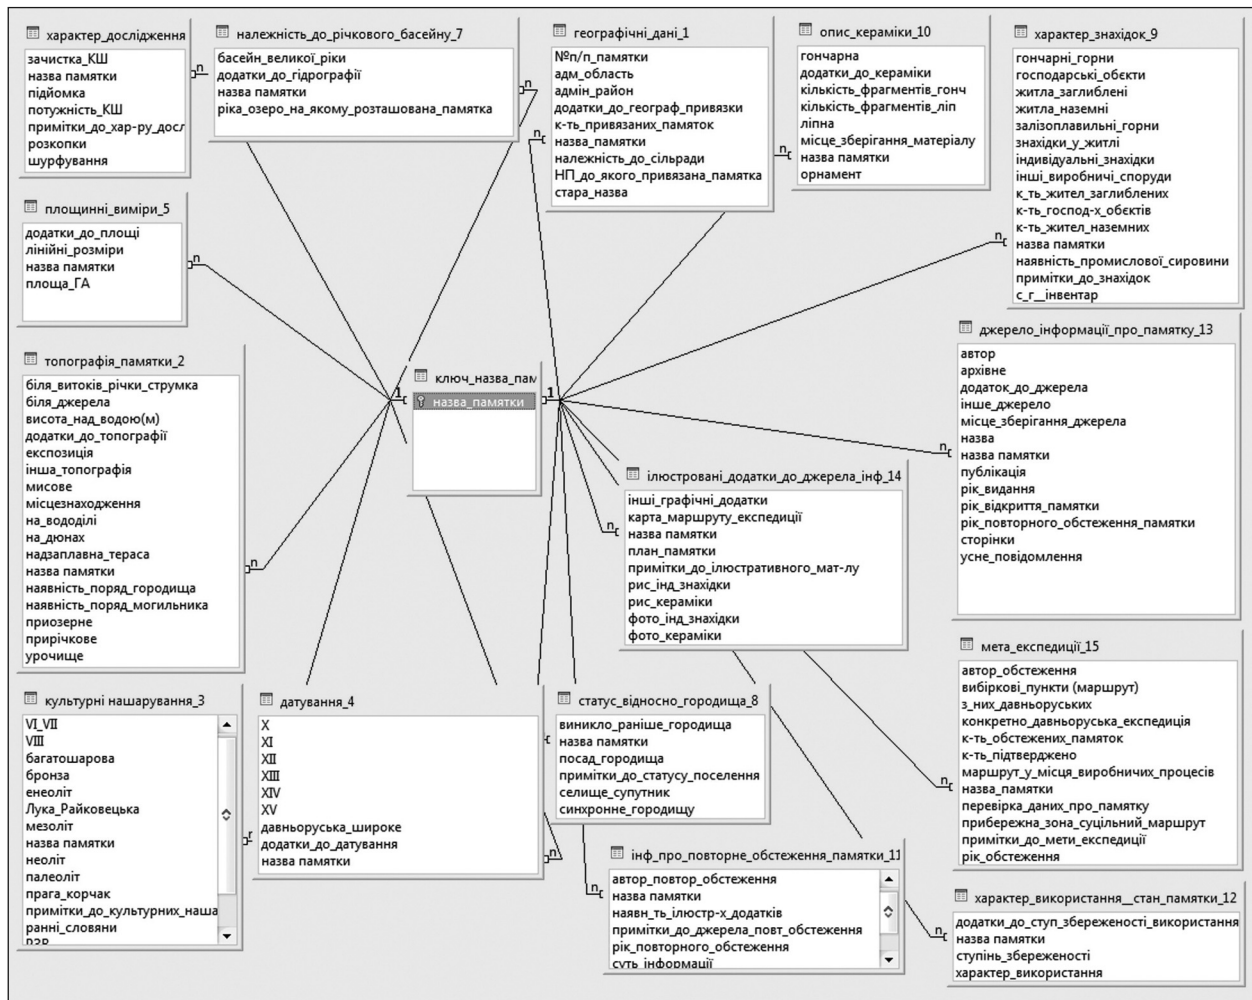 характер_дослідження
зачистка_КШ
назва памятки
підйомка
потужність_КШ
примітки_до_хар-ру_досл
розкопки
шурфування
n
належність_до_річкового_басейну_7
басейн_великої_ріки
додатки_до_гідрографії
назва памятки
ріка_озеро_на_якому_розташована_памятка
n
географічні_дані_1
№п/п_памятки
адм_область
адмін_район
додатки_до_географ_привязки
к-ть_привязаних_памяток
назва_памятки
належність_до_сільради
НП_до_якого_привязана_памятка
стара_назва
n
опис_кераміки_10
гончарна
додатки_до_кераміки
кількість_фрагментів_гонч
кількість_фрагментів_ліп
ліпна
місце_зберігання_матеріалу
назва памятки
орнамент
n
характер_знахідок_9
гончарні_горни
господарські_обєкти
житла_заглиблені
житла_наземні
залізоплавильні_горни
знахідки_у_житлі
індивідуальні_знахідки
інші_виробничі_споруди
к_ть_жител_заглиблених
к-ть_господ-х_обєктів
к-ть_жител_наземних
назва памятки
наявність_промислової_сировини
примітки_до_знахідок
с_г__інвентар
n
площинні_виміри_5
додатки_до_площі
лінійні_розміри
назва памятки
площа_ГА
n
топографія_памятки_2
біля_витоків_річки_струмка
біля_джерела
висота_над_водою(м)
додатки_до_топографії
експозиція
інша_топографія
мисове
місцезнаходження
на_вододілі
на_дюнах
надзаплавна_тераса
назва памятки
наявність_поряд_городища
наявність_поряд_могильника
приозерне
прирічкове
урочище
n
ключ_назва_пам
назва_памятки
1
1
джерело_інформації_про_памятку_13
автор
архівне
додаток_до_джерела
інше_джерело
місце_зберігання_джерела
назва
назва памятки
публікація
рік_видання
рік_відкриття_памятки
рік_повторного_обстеження_памятки
сторінки
усне_повідомлення
n
ілюстровані_додатки_до_джерела_інф_14
інші_графічні_додатки
карта_маршруту_експедиції
назва памятки
план_памятки
примітки_до_ілюстративного_мат-лу
рис_інд_знахідки
рис_кераміки
фото_інд_знахідки
фото_кераміки
n
мета_експедиції_15
автор_обстеження
вибіркові_пункти (маршрут)
з_них_давньоруських
конкретно_давньоруська_експедиція
к-ть_обстежених_памяток
к-ть_підтверджено
маршрут_у_місця_виробничих_процесів
назва_памятки
перевірка_даних_про_памятку
прибережна_зона_суцільний_маршрут
примітки_до_мети_експедиції
рік_обстеження
n
культурні нашарування_3
VI_VII
VIII
багатошарова
бронза
енеоліт
Лука_Райковецька
мезоліт
назва памятки
неоліт
палеоліт
прага_корчак
примітки_до_культурних_наша
ранні_словяни
датування_4
X
XI
XII
XIII
XIV
XV
давньоруська_широке
додатки_до_датування
назва памятки
n
статус_відносно_городища_8
виникло_раніше_городища
назва памятки
посад_городища
примітки_до_статусу_поселення
селище_супутник
синхронне_городищу
інф_про_повторне_обстеження_памятки_11
автор_повтор_обстеження
назва памятки
наявн_ть_ілюстр-х_додатків
примітки_до_джерела_повт_обстеження
рік_повторного_обстеження
суть_інформації
n
характер_використання__стан_памятки_12
додатки_до_ступ_збереженості_використання
назва памятки
ступінь_збереженості
характер_використання
n